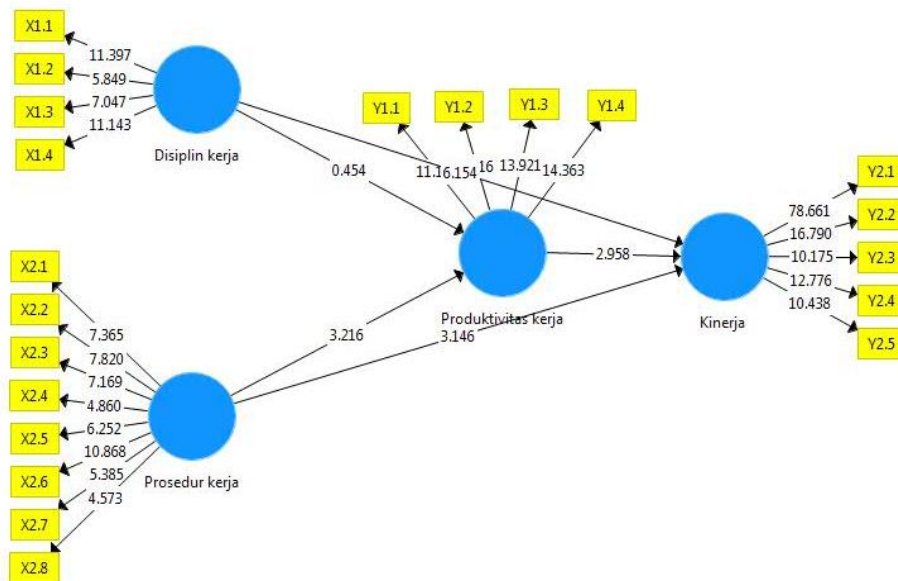 X1.1
X1.2
X1.3
X1.4
11.397
5.849
7.047
11.143
Disiplin kerja
Y1.1
Y1.2
Y1.3
Y1.4
6.154
16
13.921
14.363
0.454
Y2.1
Y2.2
Y2.3
Y2.4
Y2.5
78.661
16.790
10.175
12.776
10.438
2.958
Produktivitas kerja
Kinerja
3.216
3.146
X2.1
X2.2
X2.3
X2.4
X2.5
X2.6
X2.7
X2.8
7.365
7.820
7.169
4.860
6.252
10.868
5.385
4.573
Prosedur kerja